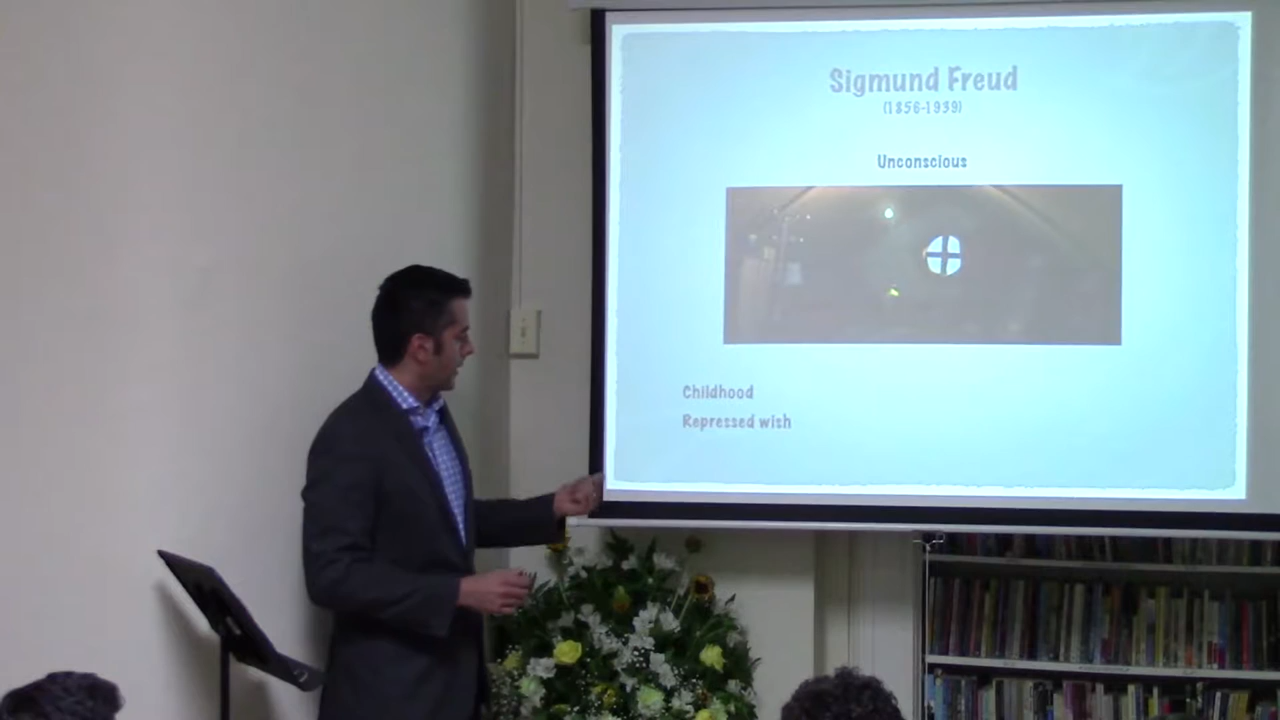 Sigmund Freud
(1856-1939)
Unconscious
Childhood
Repressed wish